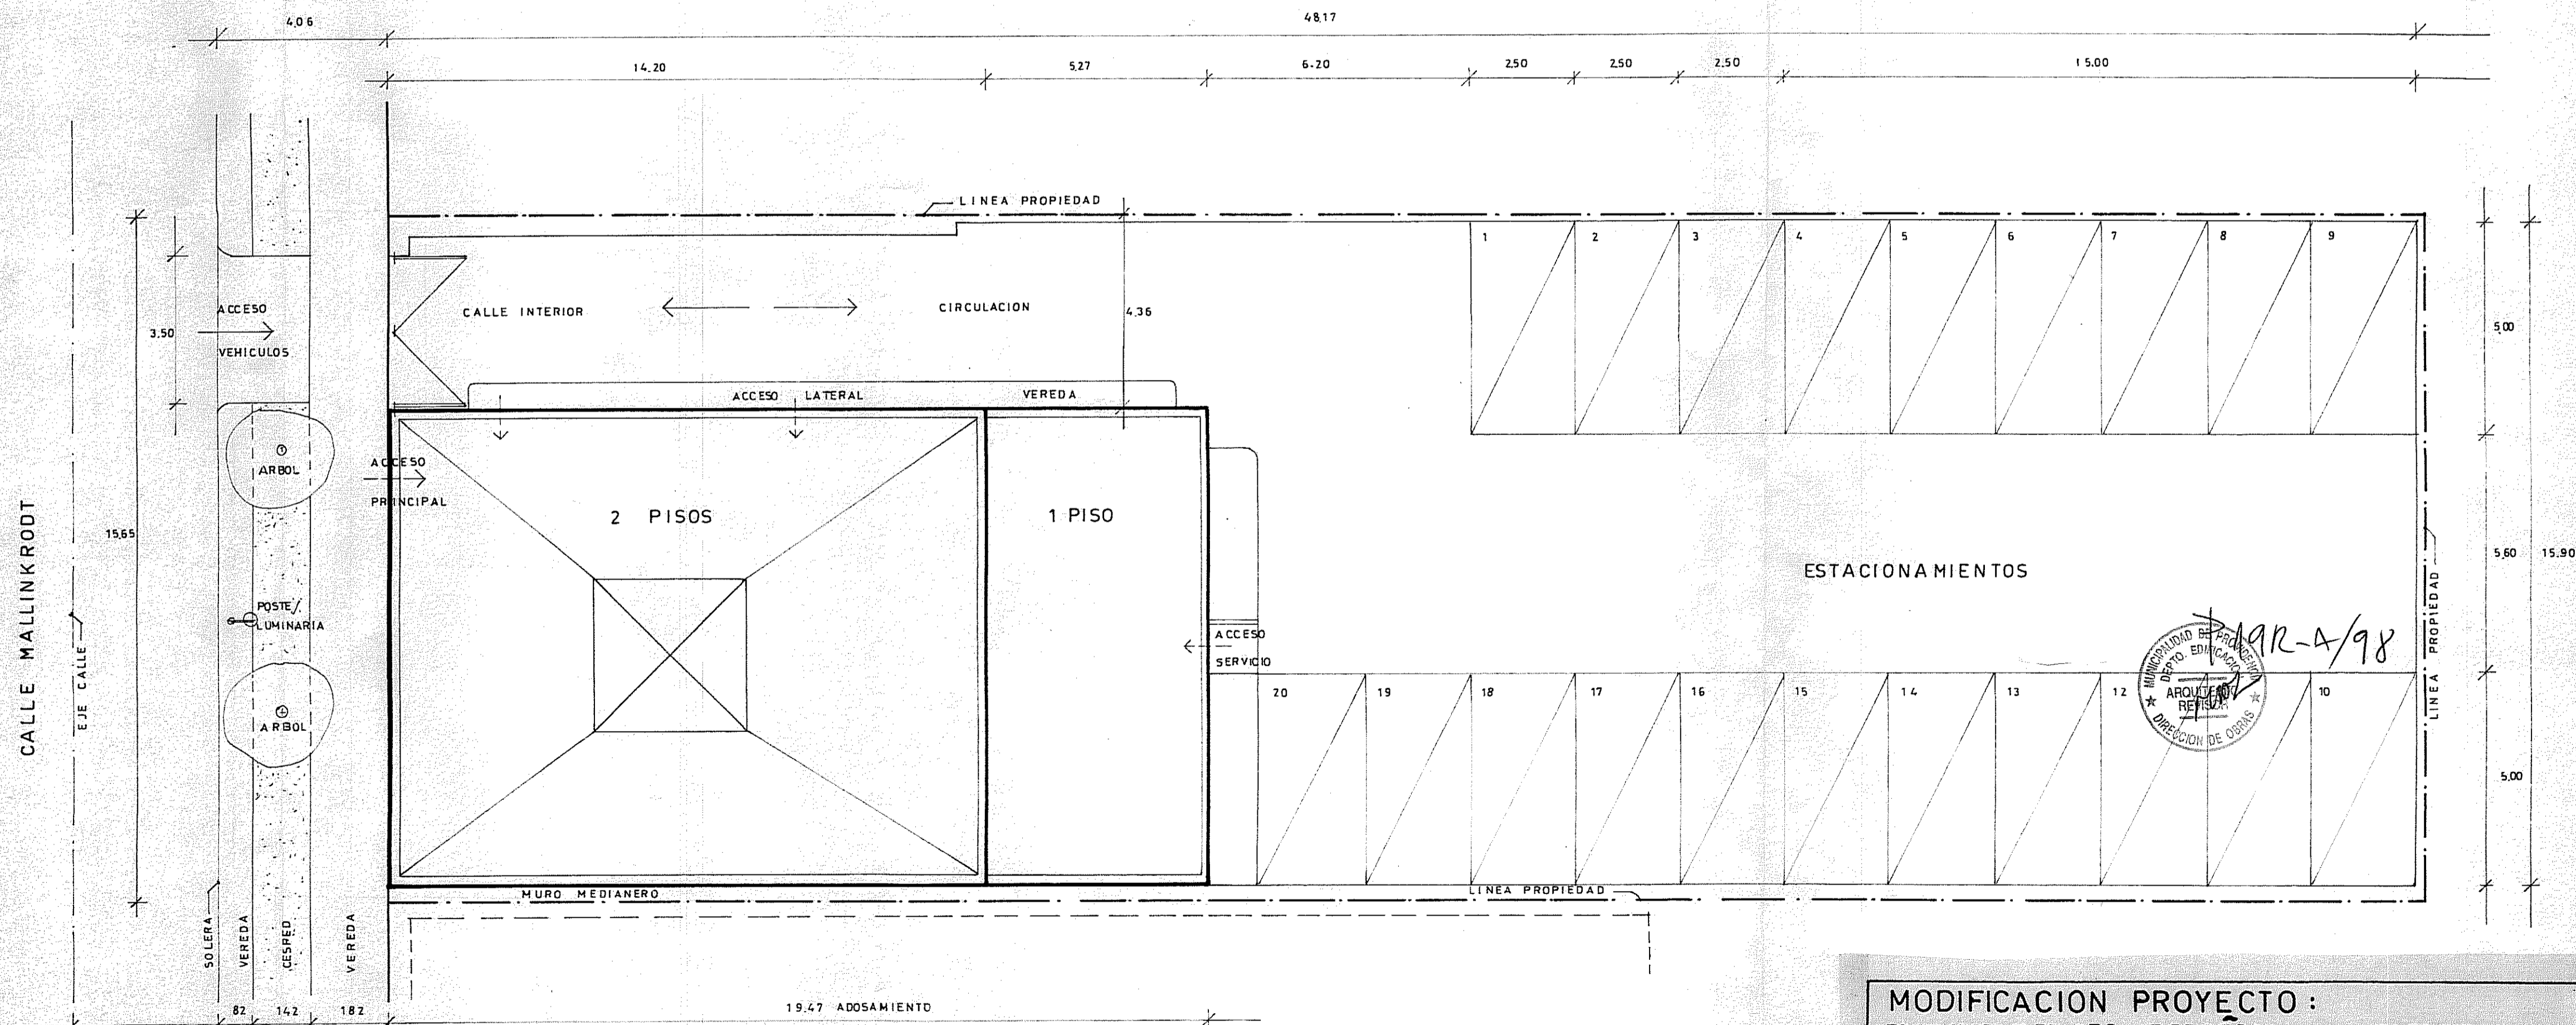 4.06
48.17
14.20
5.27
6.20
2.50
2.50
2.50
15.00
LINEA PROPIEDAD
1 2 3 4 5 6 7 8 9
ACCESO
VEHICULOS
3.50
CALLE INTERIOR
CIRCULACION
4.36
5.00
ACCESO LATERAL
VEREDA
ARBOL
ACCESO
PRINCIPAL
2 PISOS
1 PISO
CALLE MALLINKRODT
15.65
EJE CALLE
POSTE/
LUMINARIA
ESTACIONAMIENTOS
5.60
15.90
LINEA PROPIEDAD
ACCESO
SERVICIO
MUNICIPALIDAD DE PROVIDENCIA
DEPTO. EDIFICACION
ARQUITECTO
REVISOR
DIRECCION DE OBRAS
20 19 18 17 16 15 14 13 12 10
ARBOL
5.00
MURO MEDIANERO
LINEA PROPIEDAD
SOLERA
VEREDA
CESPED
VEREDA
82
142
182
19.47 ADOSAMIENTO
MODIFICACION PROYECTO: